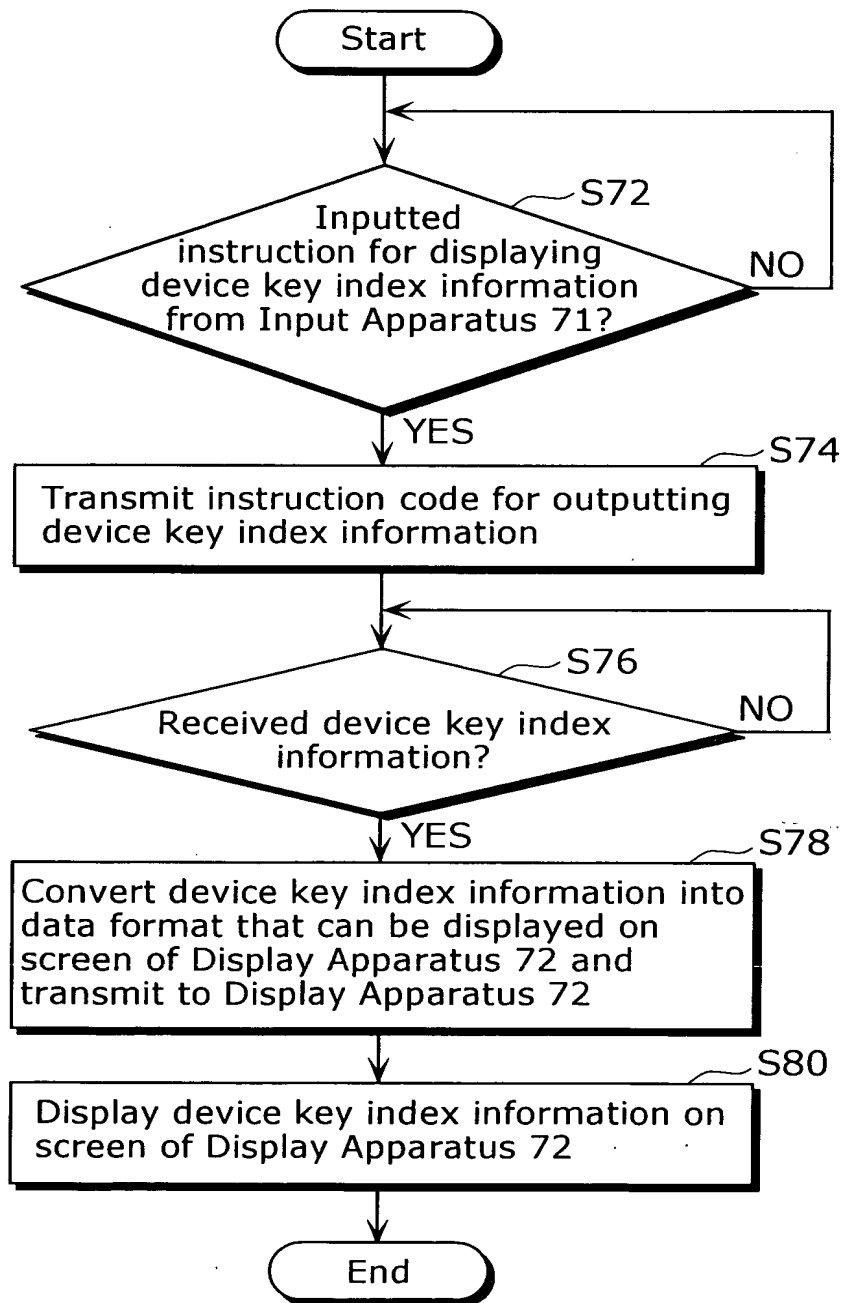 Start
S72
Inputted
instruction for displaying
device key index information
from Input Apparatus 71?
NO
YES
S74
Transmit instruction code for outputting
device key index information
S76
Received device key index
information?
NO
YES
S78
Convert device key index information into
data format that can be displayed on
screen of Display Apparatus 72 and
transmit to Display Apparatus 72
S80
Display device key index information on
screen of Display Apparatus 72
End